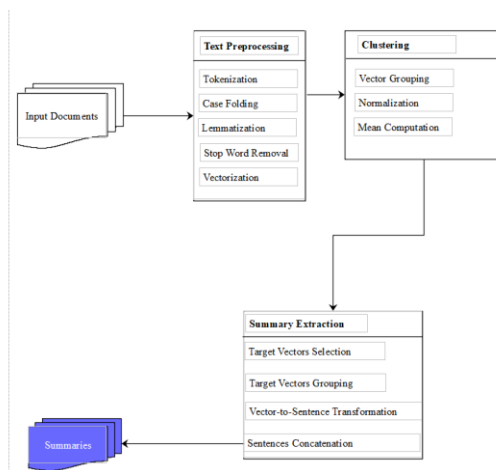 Input Documents
Text Preprocessing
Tokenization
Case Folding
Lemmatization
Stop Word Removal
Vectorization
Clustering
Vector Grouping
Normalization
Mean Computation
Summary Extraction
Target Vectors Selection
Target Vectors Grouping
Vector-to-Sentence Transformation
Sentences Concatenation
Summaries